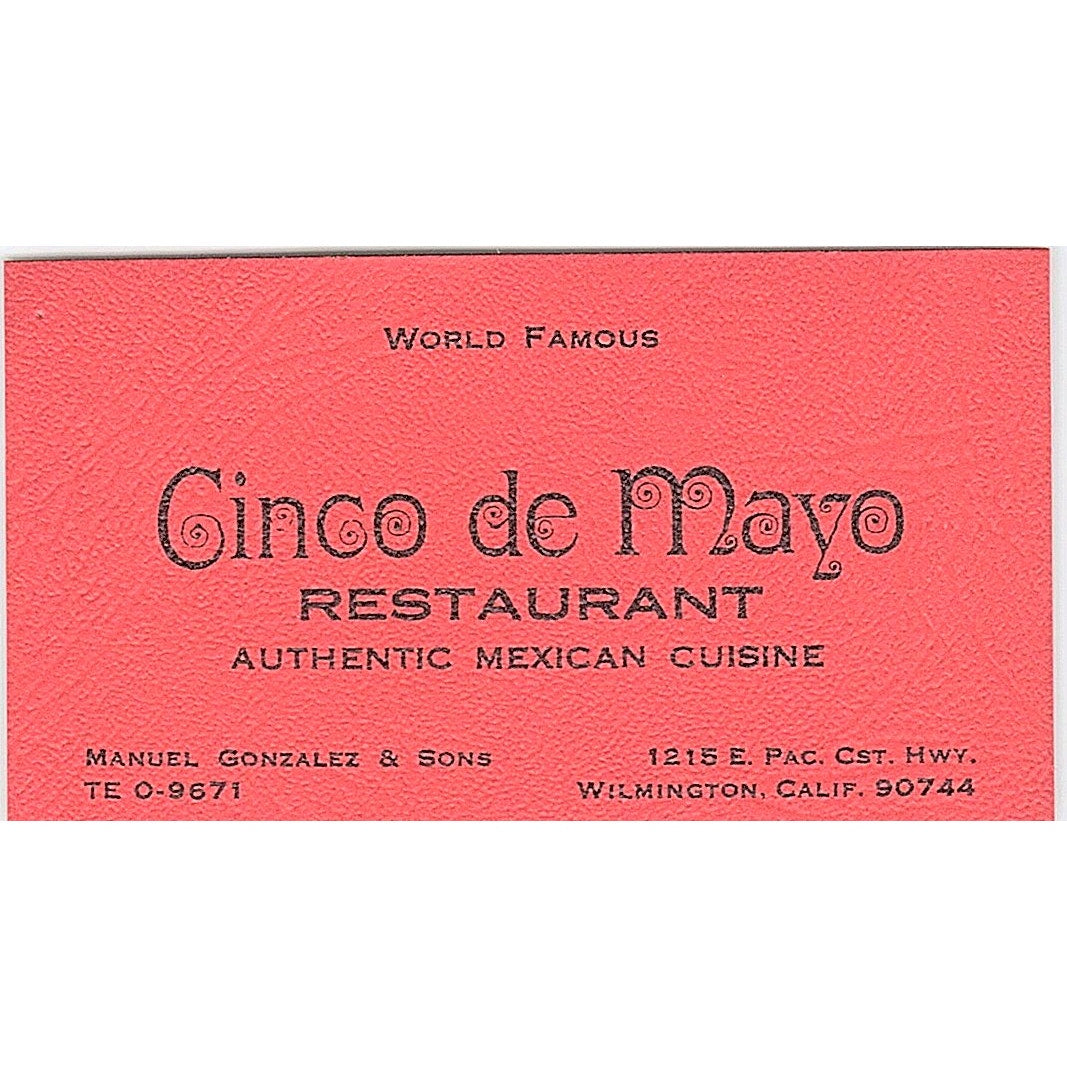 World Famous
Cinco de Mayo
RESTAURANT
AUTHENTIC MEXICAN CUISINE
Manuel Gonzalez & Sons
TE 0-9671
1215 E. Pac. Cst. Hwy.
Wilmington, Calif. 90744